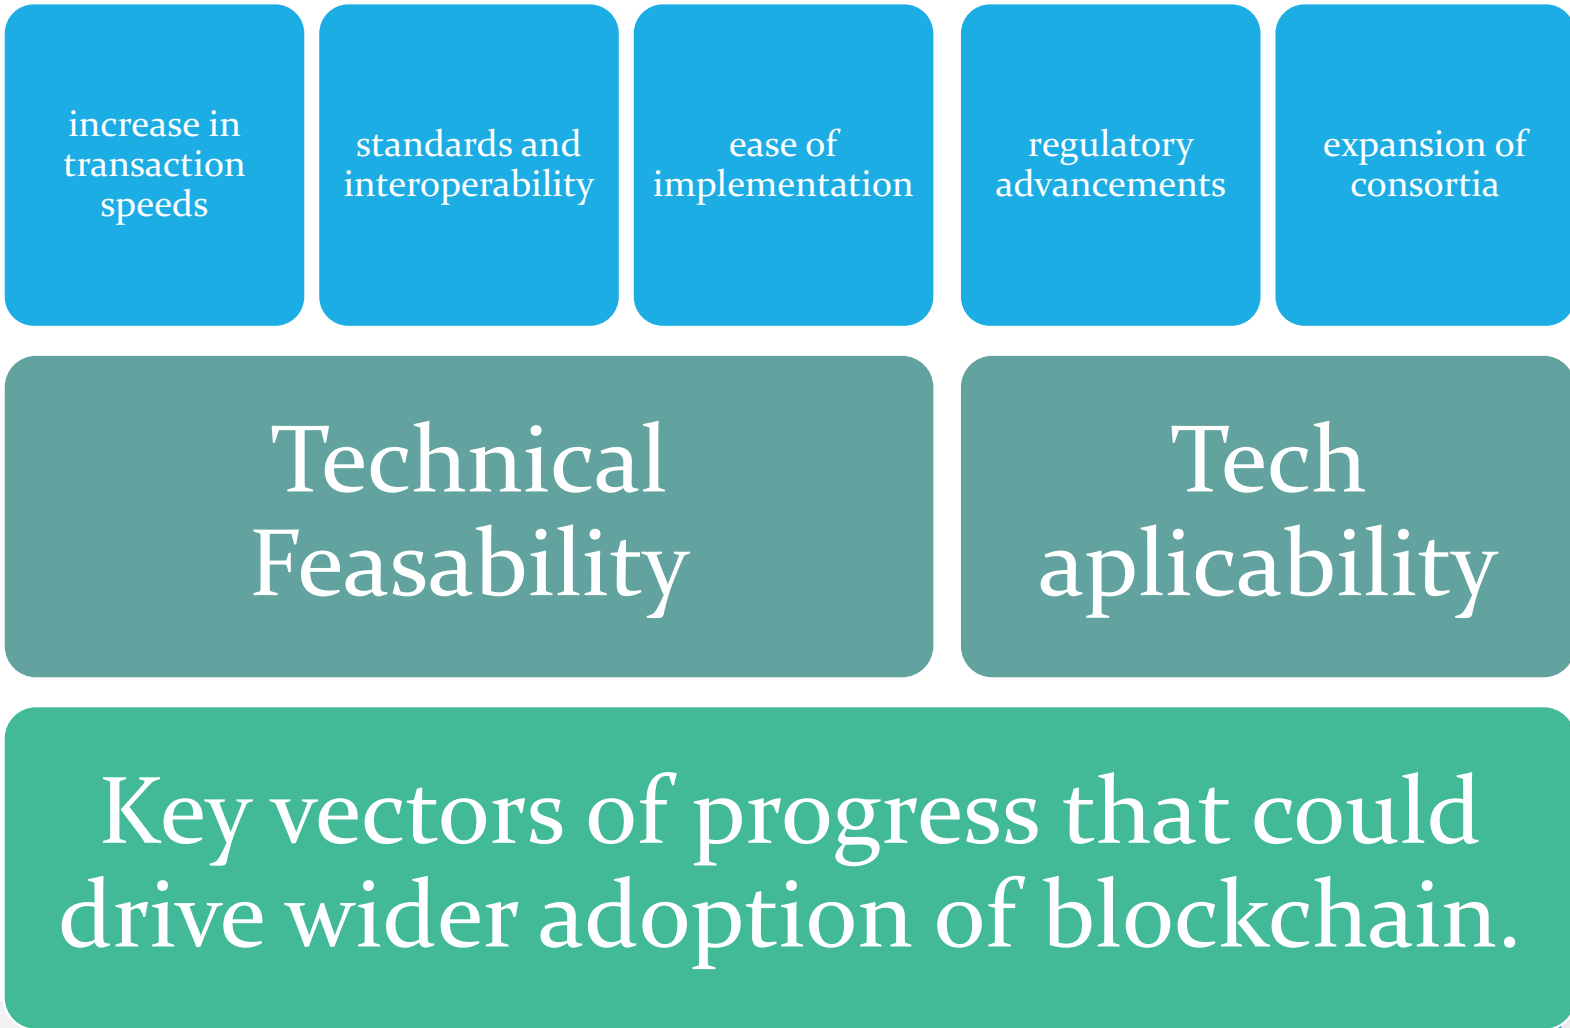 increase in
transaction
speeds
standards and
interoperability
ease of
implementation
regulatory
advancements
expansion of
consortia
Technical
Feasability
Tech
aplicability
Key vectors of progress that could
drive wider adoption of blockchain.